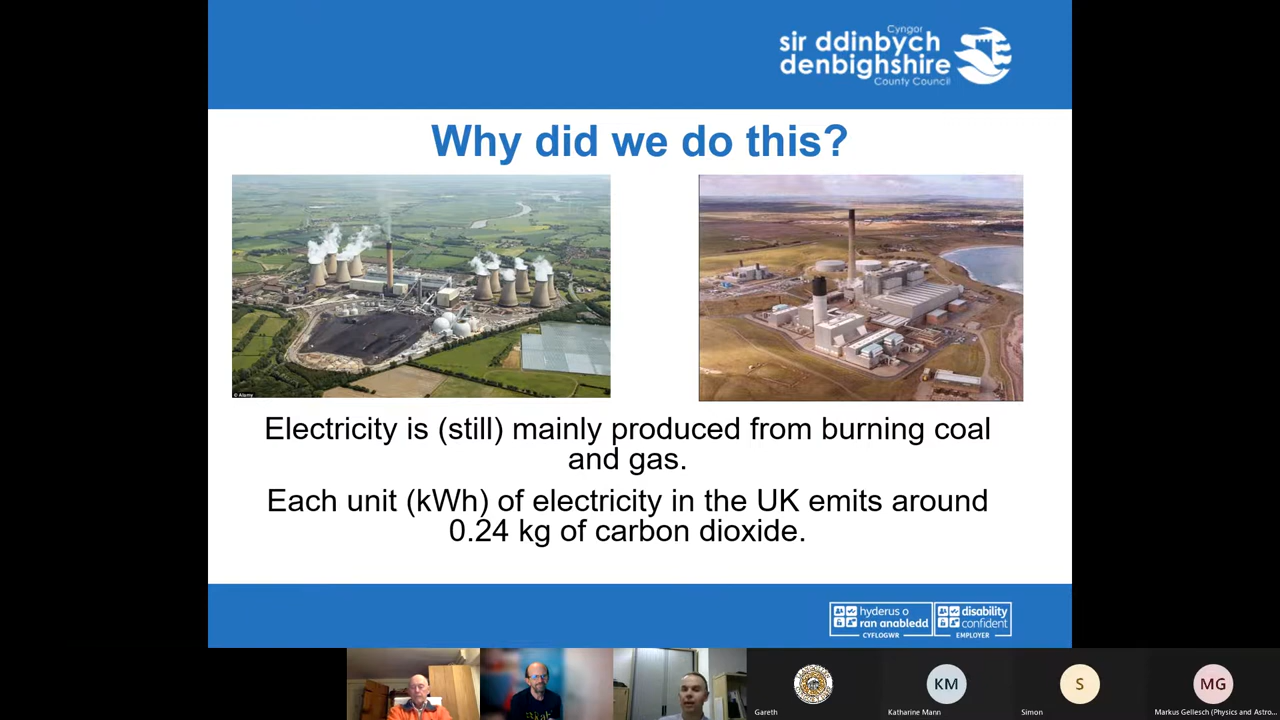 Cyngor
sir ddinbych
denbighshire
County Council
Why did we do this?
© Alamy
Electricity is (still) mainly produced from burning coal
and gas.
Each unit (kWh) of electricity in the UK emits around
0.24 kg of carbon dioxide.
hyderus o
ran anabledd
CYFLOGWR
disability
confident
EMPLOYER
KM
S
MG
Gareth
Katharine Mann
Simon
Markus Gellesch (Physics and Astro...